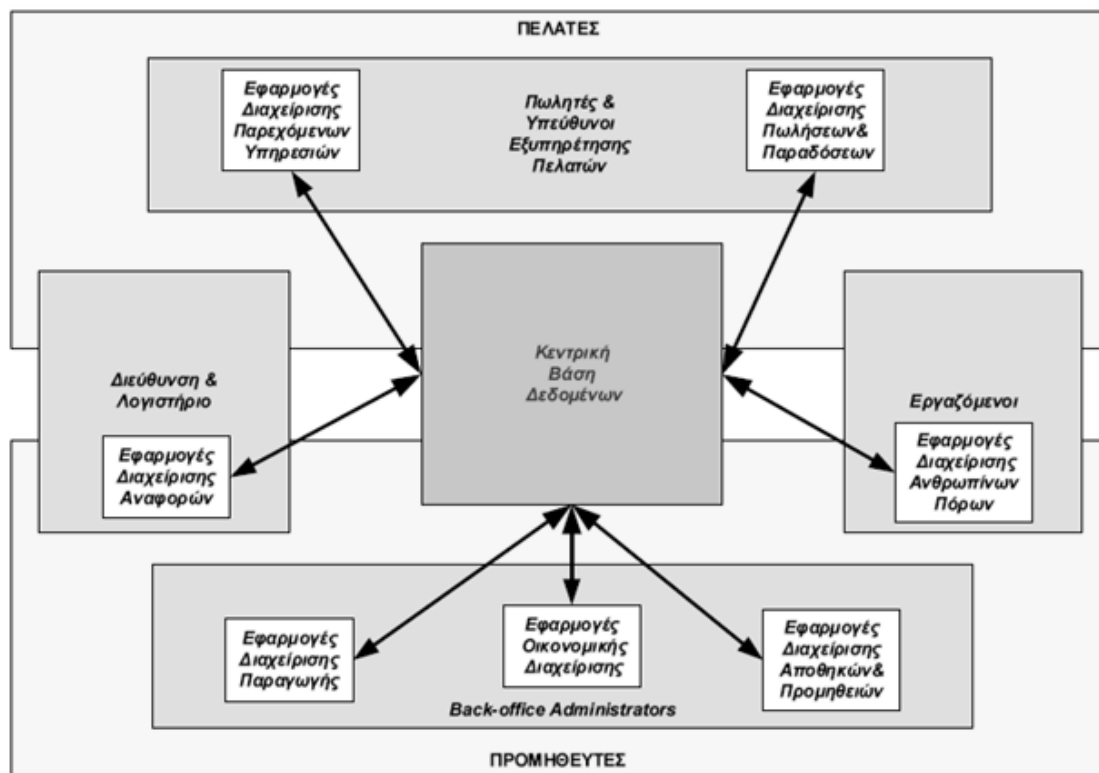 ΠΕΛΑΤΕΣ
Εφαρμογές
Διαχείρισης
Παρεχόμενων
Υπηρεσιών
Πωλητές &
Υπεύθυνοι
Εξυπηρέτησης
Πελατών
Εφαρμογές
Διαχείρισης
Πωλήσεων&
Παραδόσεων
Διεύθυνση &
Λογιστήριο
Εφαρμογές
Διαχείρισης
Αναφορών
Κεντρική
Βάση
Δεδομένων
Εργαζόμενοι
Εφαρμογές
Διαχείρισης
Ανθρωπίνων
Πόρων
Εφαρμογές
Διαχείρισης
Παραγωγής
Εφαρμογές
Οικονομικής
Διαχείρισης
Εφαρμογές
Διαχείρισης
Αποθηκών&
Προμηθειών
Back-office Administrators
ΠΡΟΜΗΘΕΥΤΕΣ